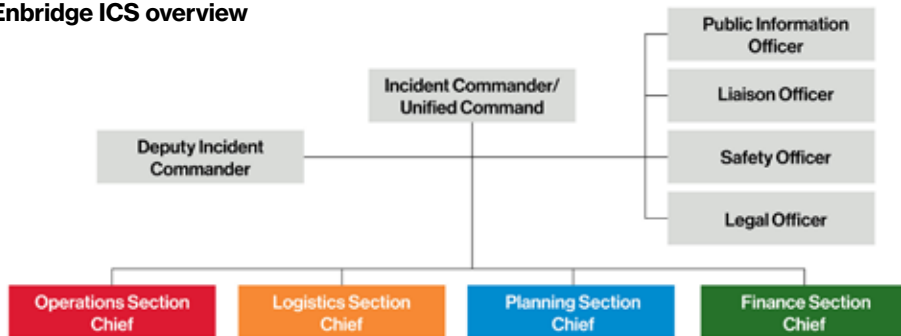 Enbridge ICS overview
Public Information
Officer
Incident Commander/
Unified Command
Liaison Officer
Deputy Incident
Commander
Safety Officer
Legal Officer
Operations Section
Chief
Logistics Section
Chief
Planning Section
Chief
Finance Section
Chief